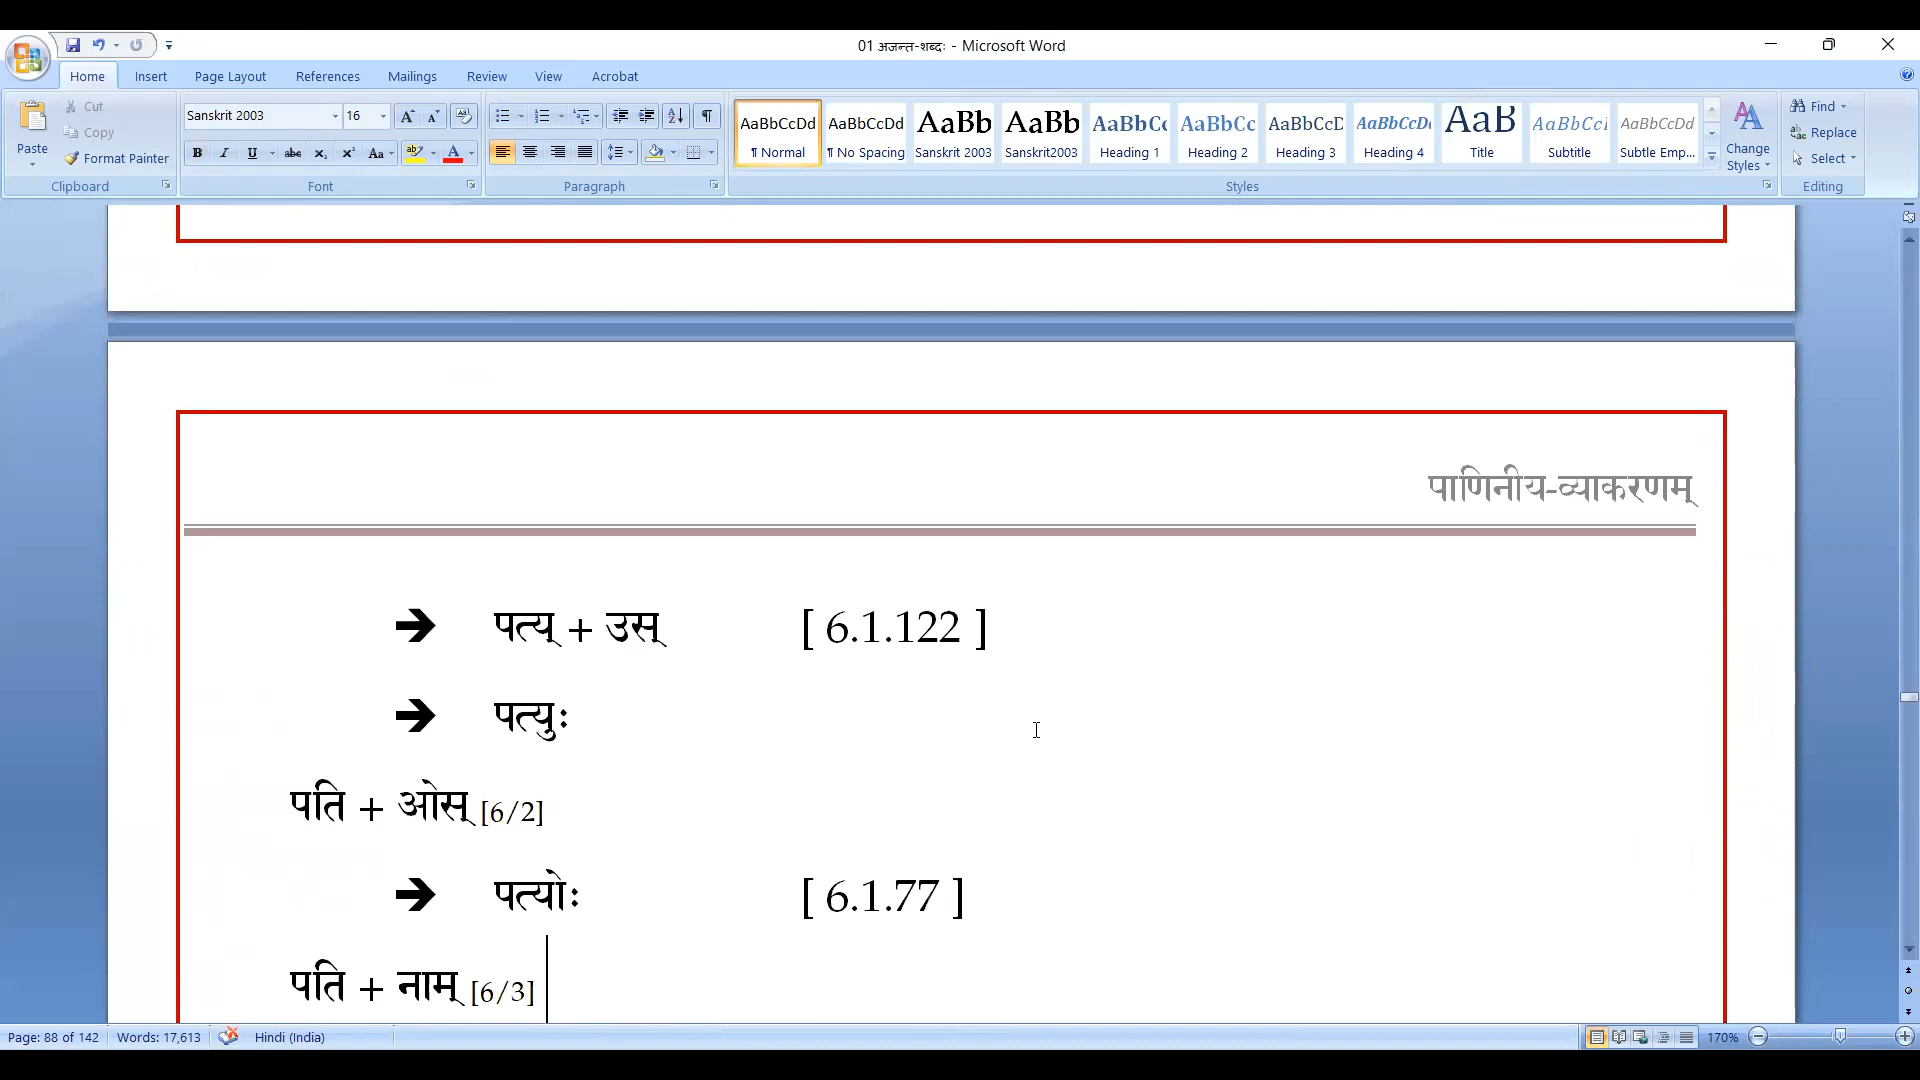 01 अजन्त-शब्दः - Microsoft Word
Home Insert Page Layout References Mailings Review View Acrobat
Paste
Cut
Copy
Format Painter
Clipboard
Sanskrit 2003 16
Font
Paragraph
AaBbCcDd AaBbCcDd AaBb AaBb AaBbCc AaBbCc AaBbCcD AaBbCcD AaB AaBbCc AaBbCcDd
¶ Normal ¶ No Spacing Sanskrit 2003 Sanskrit2003 Heading 1 Heading 2 Heading 3 Heading 4 Title Subtitle Subtle Emp...
Styles
Change Styles
Find
Replace
Select
Editing
पाणिनीय-व्याकरणम्
➔ पत्य् + उस् [ 6.1.122 ]
➔ पत्युः
पति + ओस् [6/2]
➔ पत्योः [ 6.1.77 ]
पति + नाम् [6/3]
Page: 88 of 142 Words: 17,613 Hindi (India) 170%